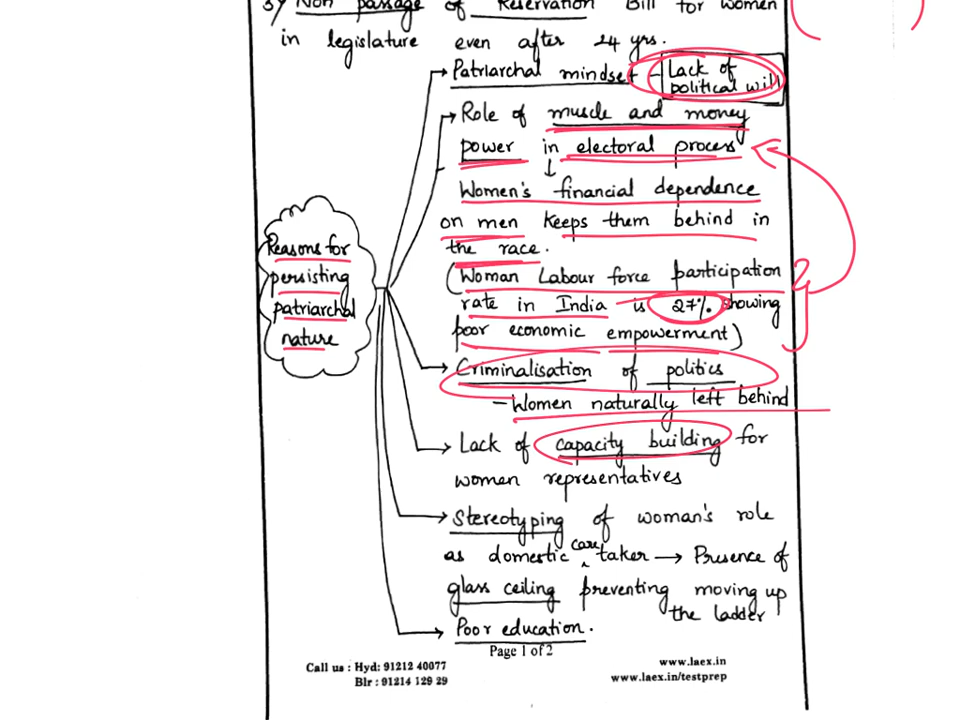 3) Non passage of Reservation Bill for women
in legislature even after 24 yrs.
Patriarchal mindset - Lack of
political will
Role of muscle and money
power in electoral process
Women's financial dependence
on men keeps them behind in
the race.
(Woman Labour force participation
rate in India is 27% showing
poor economic empowerment)
Reasons for
persisting
patriarchal
nature
Criminalisation of politics
- Women naturally left behind
Lack of capacity building for
women representatives
Stereotyping of woman's role
as domestic care taker → Presence of
glass ceiling preventing moving up
the ladder
Poor education.
Page 1 of 2
Call us : Hyd: 91212 40077
Blr : 91214 129 29
www.laex.in
www.laex.in/testprep